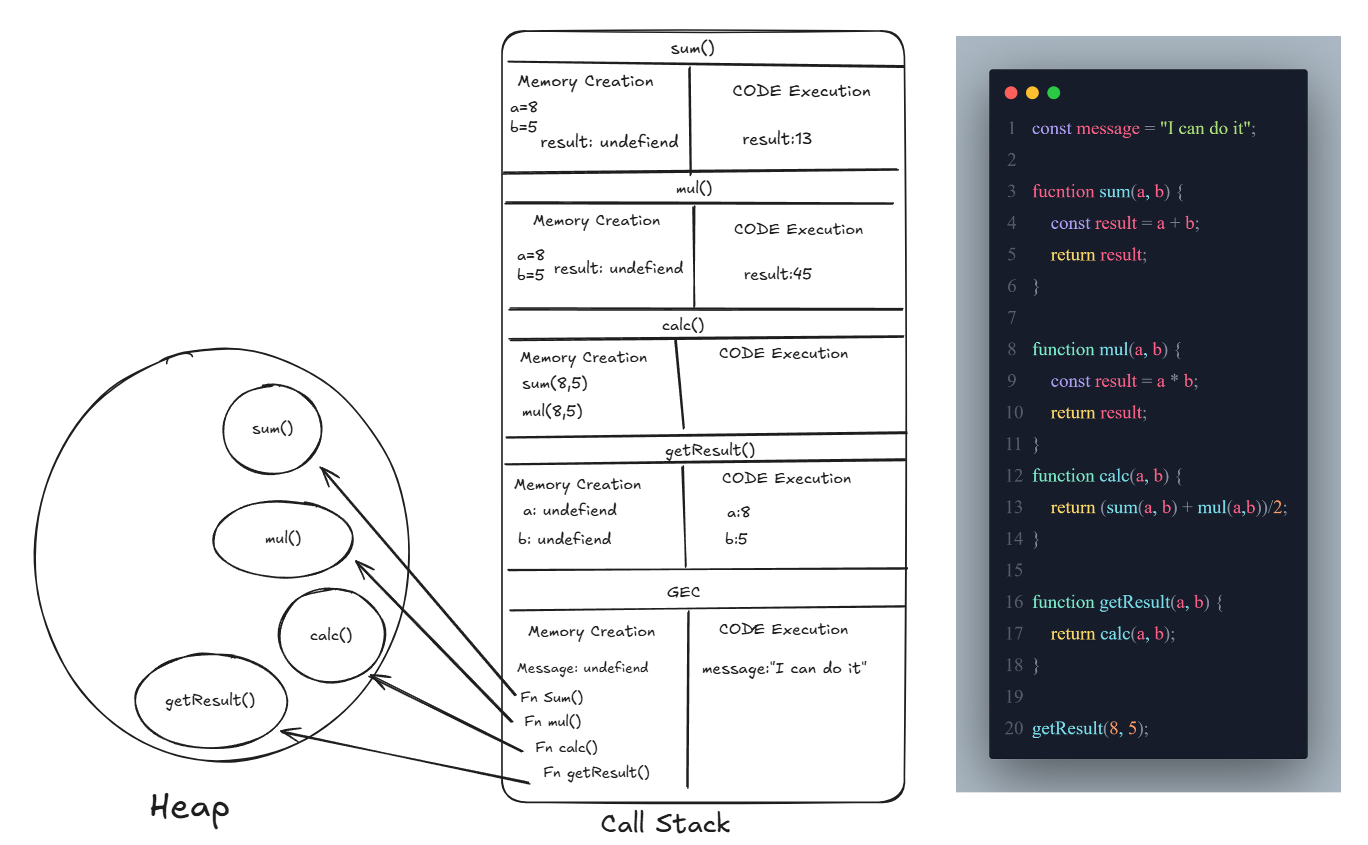 sum()
Memory Creation
CODE Execution
a=8
b=5
result: undefiend
result:13
mul()
Memory Creation
CODE Execution
a=8
b=5
result: undefiend
result:45
calc()
Memory Creation
CODE Execution
sum(8,5)
mul(8,5)
getResult()
Memory Creation
CODE Execution
a: undefiend
a:8
b: undefiend
b:5
GEC
Memory Creation
CODE Execution
Message: undefiend
message:"I can do it"
Fn Sum()
Fn mul()
Fn calc()
Fn getResult()
Call Stack
sum()
mul()
calc()
getResult()
Heap
1 const message = "I can do it";
2
3 fucntion sum(a, b) {
4 const result = a + b;
5 return result;
6 }
7
8 function mul(a, b) {
9 const result = a * b;
10 return result;
11 }
12 function calc(a, b) {
13 return (sum(a, b) + mul(a,b))/2;
14 }
15
16 function getResult(a, b) {
17 return calc(a, b);
18 }
19
20 getResult(8, 5);